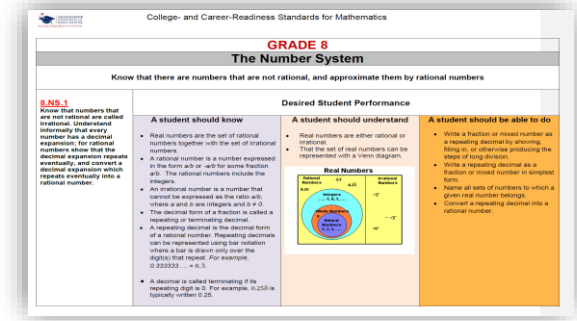 College- and Career-Readiness Standards for Mathematics
GRADE 8
The Number System
Know that there are numbers that are not rational, and approximate them by rational numbers
8.NS.1
Know that numbers that
are not rational are called
irrational. Understand
informally that every
number has a decimal
expansion; for rational
numbers show that the
decimal expansion repeats
eventually, and convert a
decimal expansion which
repeats eventually into a
rational number.
Desired Student Performance
A student should know
• Real numbers are the set of rational
numbers together with the set of irrational
numbers.
• A rational number is a number expressed
in the form a/b or -a/b for some fraction
a/b. The rational numbers include the
integers.
• An irrational number is a number that
cannot be expressed as the ratio a/b,
where a and b are integers and b ≠ 0.
• The decimal form of a fraction is called a
repeating or terminating decimal.
• A repeating decimal is the decimal form
of a rational number. Repeating decimals
can be represented using bar notation
where a bar is drawn only over the
digit(s) that repeat. For example,
0.333333.... = 0.3̅.
• A decimal is called terminating if its
repeating digit is 0. For example, 0.250̅ is
typically written 0.25.
A student should understand
• Real numbers are either rational or
irrational.
• That the set of real numbers can be
represented with a Venn diagram.
Real Numbers
Rational
Numbers
Irrational
Numbers
0.25
Integers
Whole Numbers
Natural
Numbers
1, 2, 3, ...
A student should be able to do
• Write a fraction or mixed number as
a repeating decimal by showing,
filling in, or otherwise producing the
steps of long division.
• Write a repeating decimal as a
fraction or mixed number in simplest
form.
• Name all sets of numbers to which a
given real number belongs.
• Convert a repeating decimal into a
rational number.